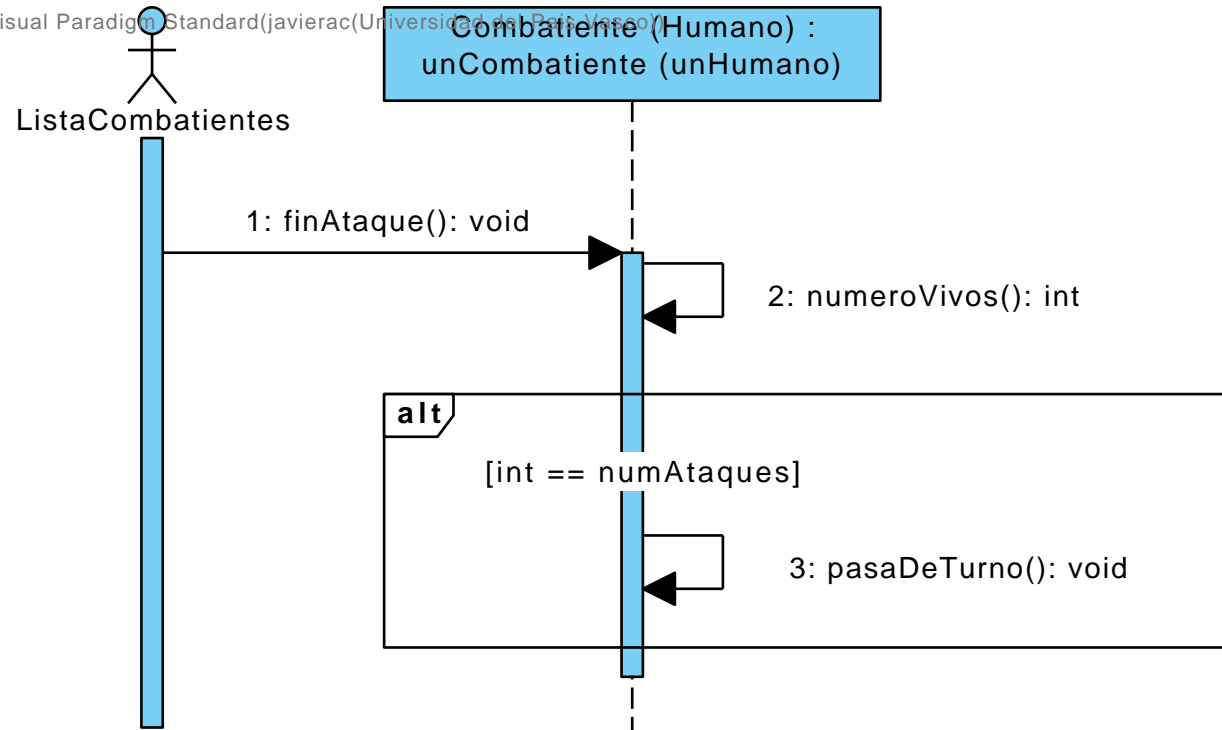 isual Paradigm Standard(javierac(Universidad del Pais Vasco))
Combatiente (Humano) :
unCombatiente (unHumano)
ListaCombatientes
1: finAtaque(): void
2: numeroVivos(): int
alt
[int == numAtaques]
3: pasaDeTurno(): void